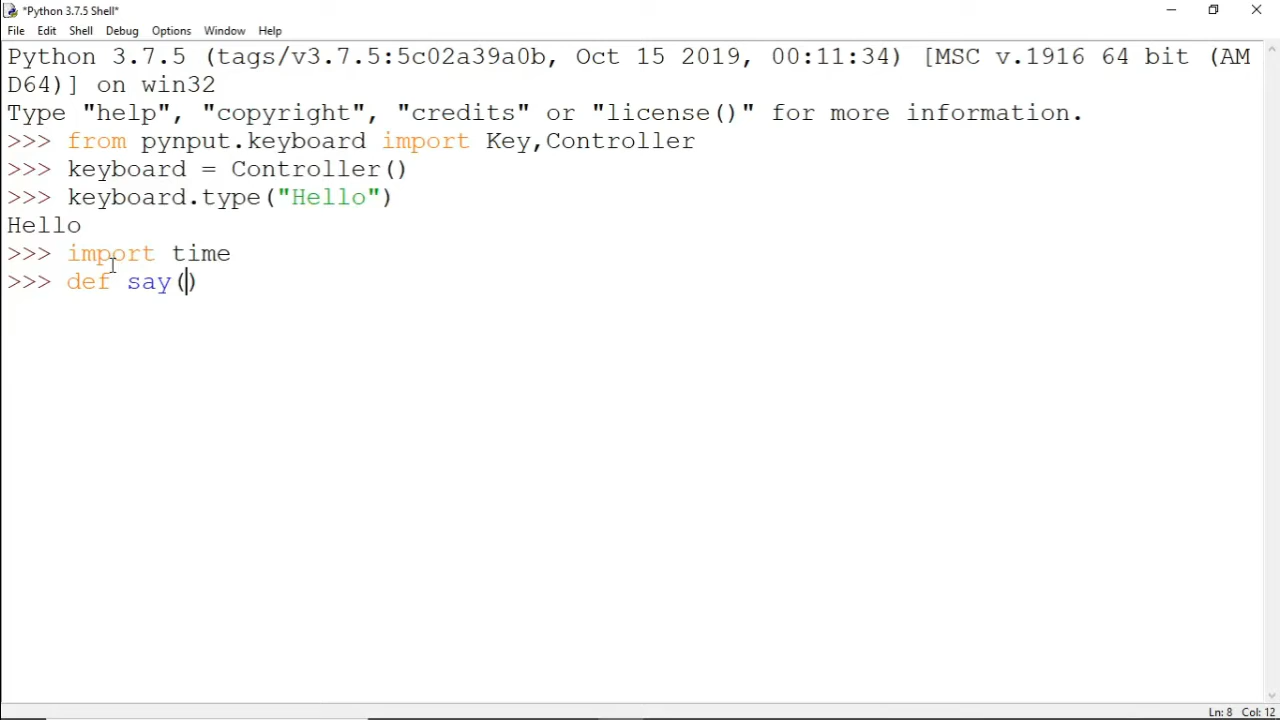 *Python 3.7.5 Shell*
File Edit Shell Debug Options Window Help
Python 3.7.5 (tags/v3.7.5:5c02a39a0b, Oct 15 2019, 00:11:34) [MSC v.1916 64 bit (AM
D64)] on win32
Type "help", "copyright", "credits" or "license()" for more information.
>>> from pynput.keyboard import Key,Controller
>>> keyboard = Controller()
>>> keyboard.type("Hello")
Hello
>>> import time
>>> def say()
Ln: 8 Col: 12